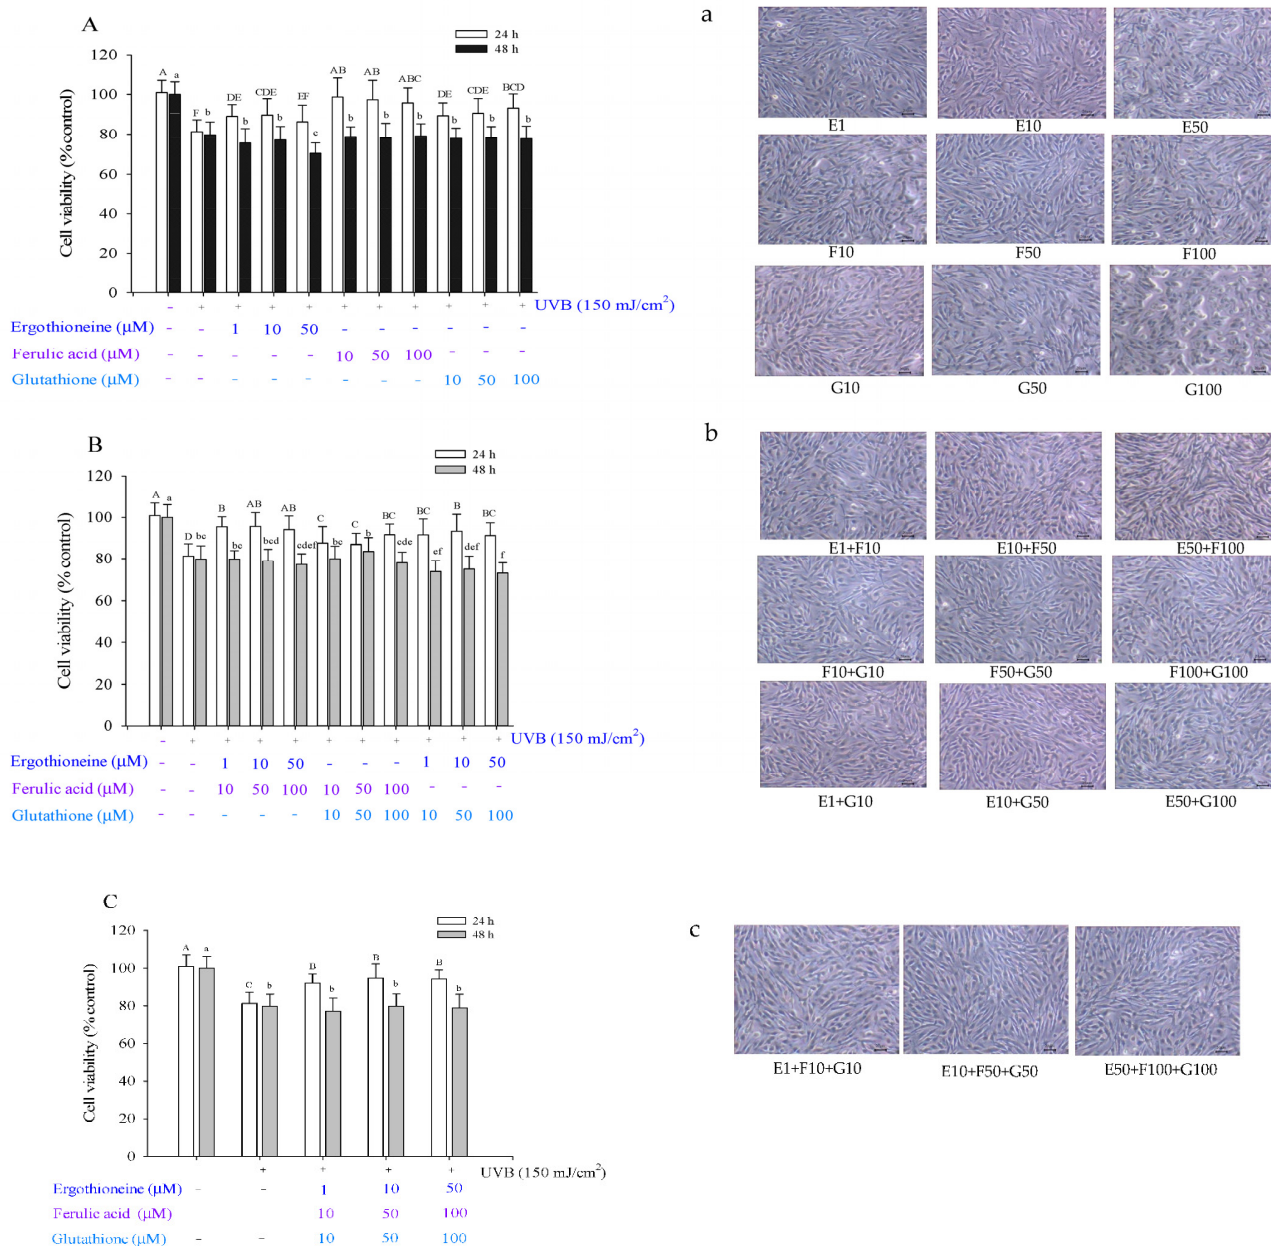 A
24 h
48 h
Cell viability (% control)
120
100
80
60
40
20
0
A a F b DE b CDE b EF c AB b AB b ABC b DE b CDE b BCD b
- + + + + + + + + + + UVB (150 mJ/cm²)
Ergothioneine (µM) - - 1 10 50 - - - - - -
Ferulic acid (µM) - - - - - 10 50 100 - - -
Glutathione (µM) - - - - - - - - 10 50 100
a
E1 E10 E50
F10 F50 F100
G10 G50 G100
B
24 h
48 h
Cell viability (% control)
120
100
80
60
40
20
0
A a D bc B bc AB bcd AB cdef C bc C b BC cde BC ef B def BC f
- + + + + + + + + + + UVB (150 mJ/cm²)
Ergothioneine (µM) - - 1 10 50 - - - 1 10 50
Ferulic acid (µM) - - 10 50 100 10 50 100 - - -
Glutathione (µM) - - - - - 10 50 100 10 50 100
b
E1+F10 E10+F50 E50+F100
F10+G10 F50+G50 F100+G100
E1+G10 E10+G50 E50+G100
C
24 h
48 h
Cell viability (% control)
120
100
80
60
40
20
0
A a C b B b B b B b
+ + + + UVB (150 mJ/cm²)
Ergothioneine (µM) - - 1 10 50
Ferulic acid (µM) - - 10 50 100
Glutathione (µM) - - 10 50 100
c
E1+F10+G10 E10+F50+G50 E50+F100+G100